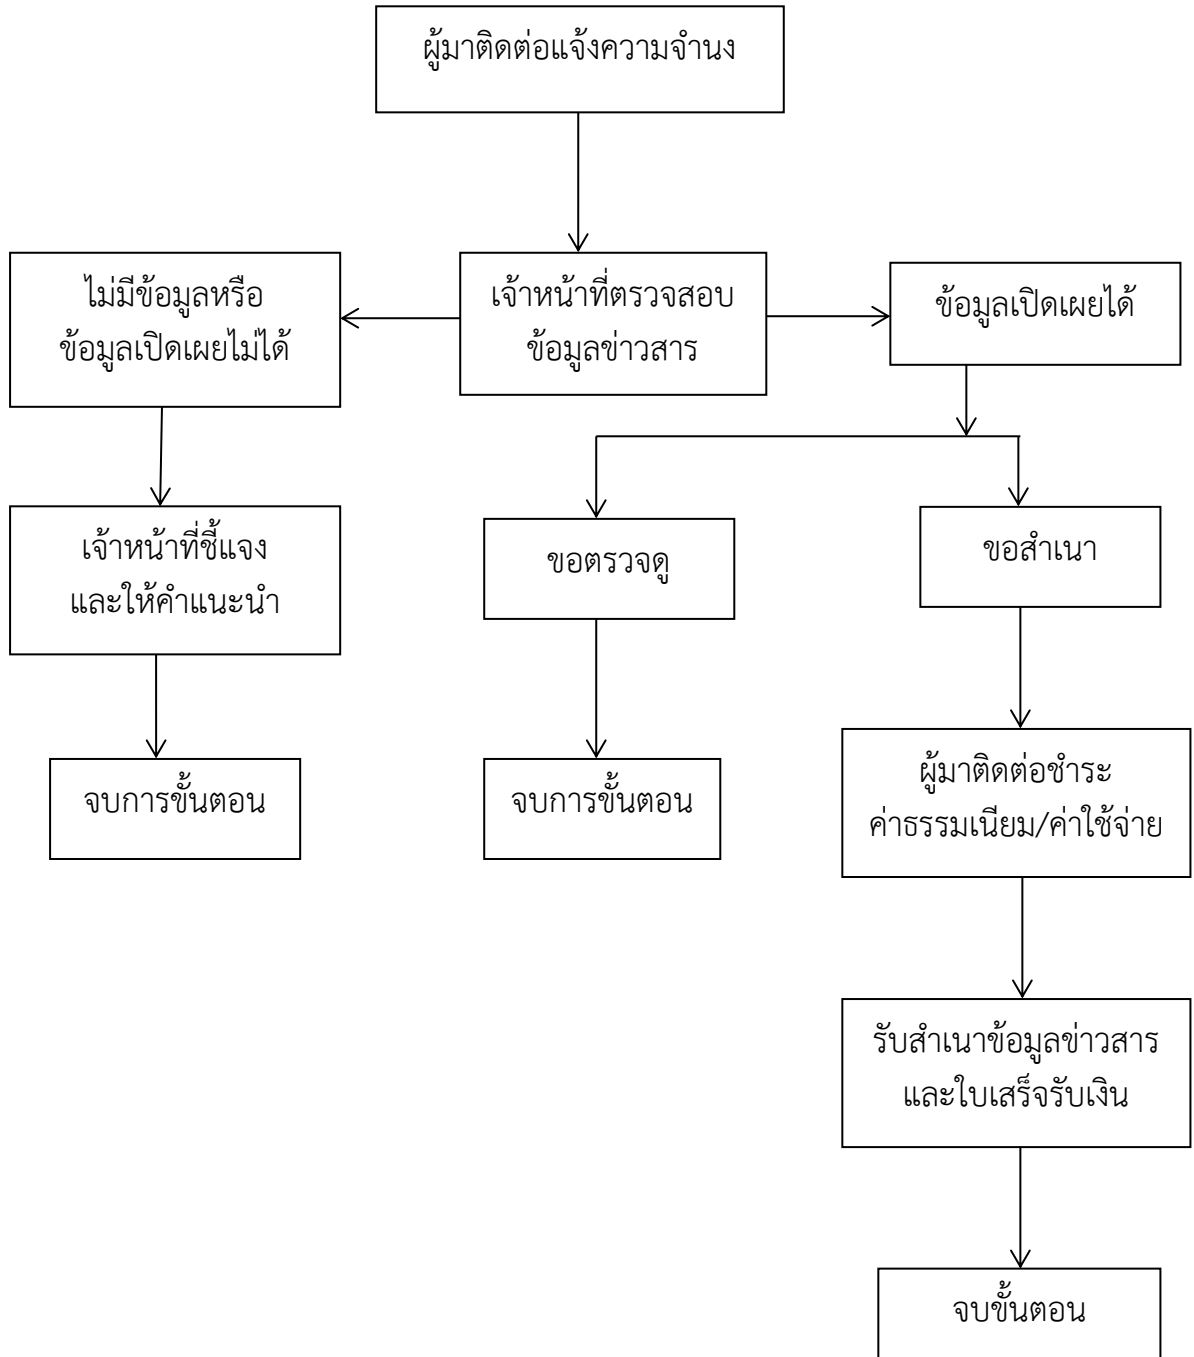 ผู้มาติดต่อแจ้งความจำนง
ไม่มีข้อมูลหรือ
ข้อมูลเปิดเผยไม่ได้
เจ้าหน้าที่ตรวจสอบ
ข้อมูลข่าวสาร
ข้อมูลเปิดเผยได้
เจ้าหน้าที่ชี้แจง
และให้คำแนะนำ
ขอตรวจดู
ขอสำเนา
จบการขั้นตอน
จบการขั้นตอน
ผู้มาติดต่อชำระ
ค่าธรรมเนียม/ค่าใช้จ่าย
รับสำเนาข้อมูลข่าวสาร
และใบเสร็จรับเงิน
จบขั้นตอน